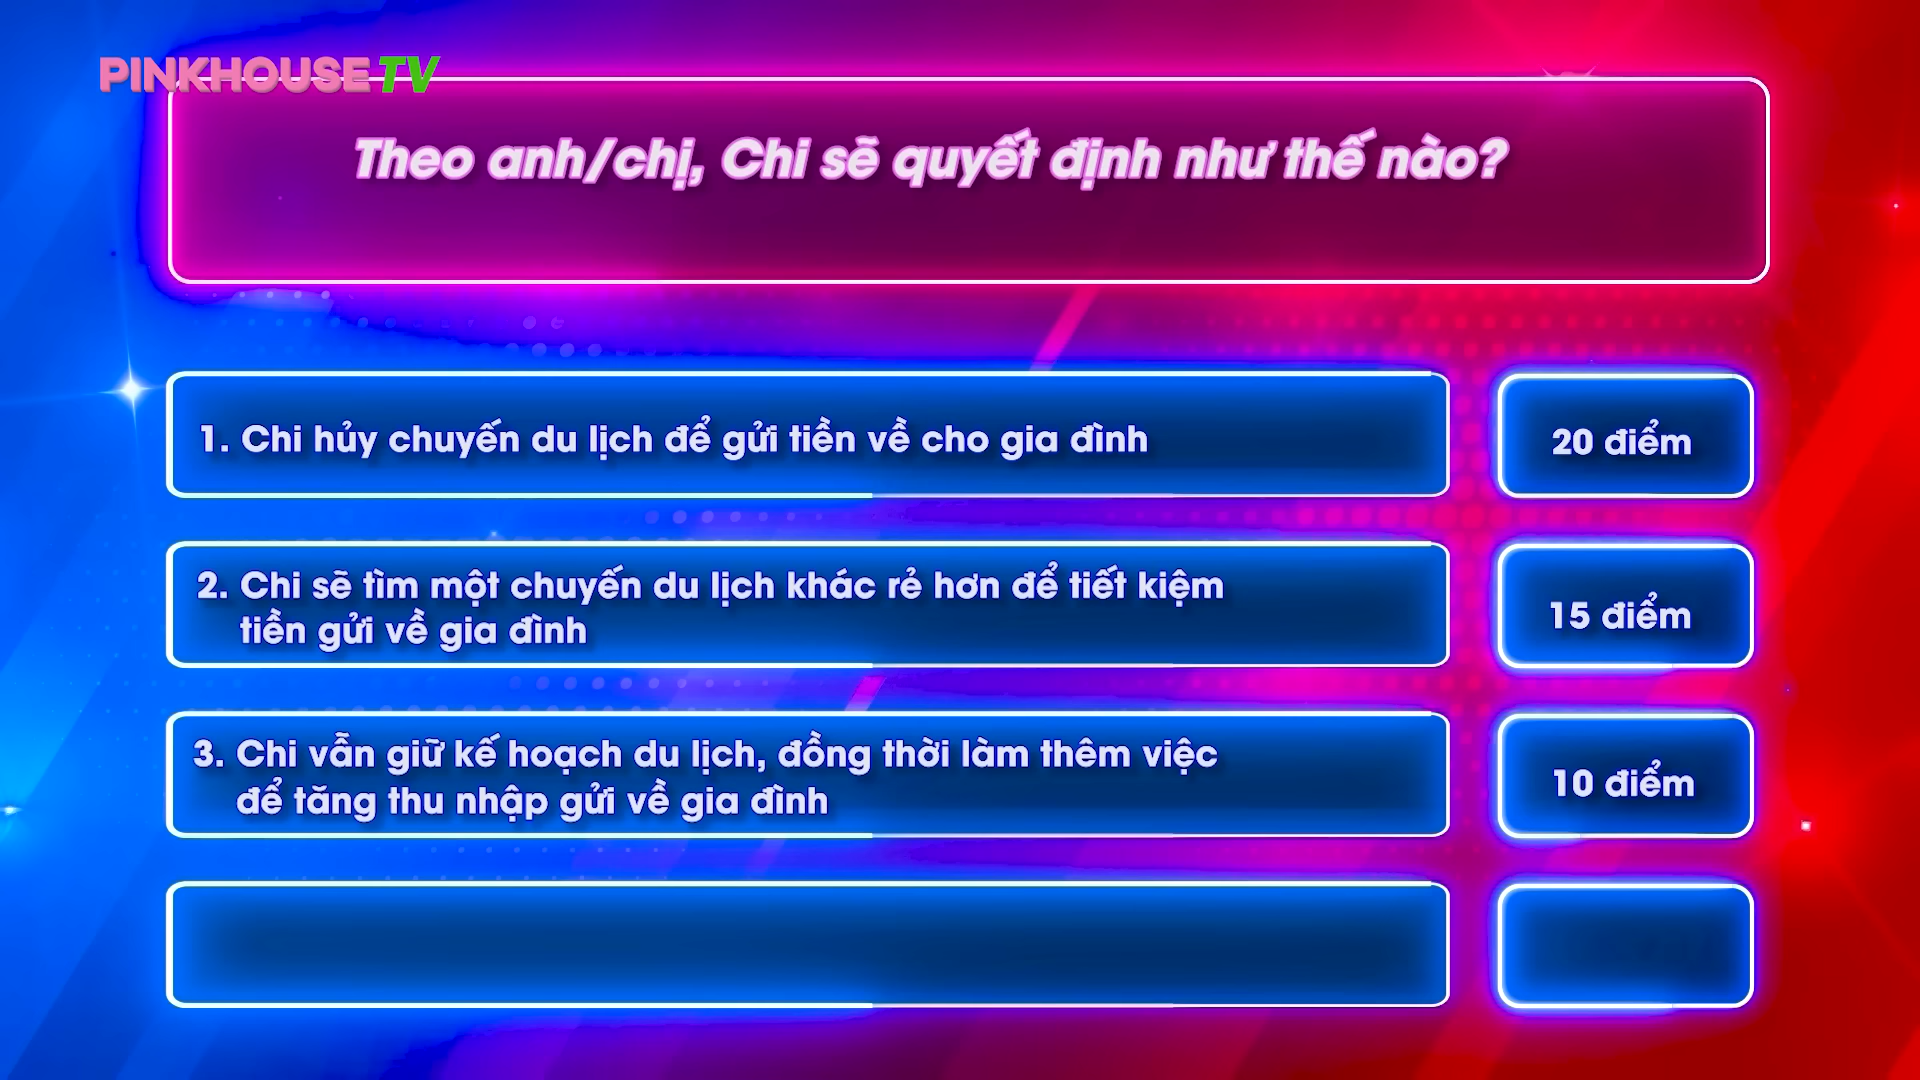 PINKHOUSE TV
Theo anh/chị, Chi sẽ quyết định như thế nào?
1. Chi hủy chuyến du lịch để gửi tiền về cho gia đình
20 điểm
2. Chi sẽ tìm một chuyến du lịch khác rẻ hơn để tiết kiệm
tiền gửi về gia đình
15 điểm
3. Chi vẫn giữ kế hoạch du lịch, đồng thời làm thêm việc
để tăng thu nhập gửi về gia đình
10 điểm